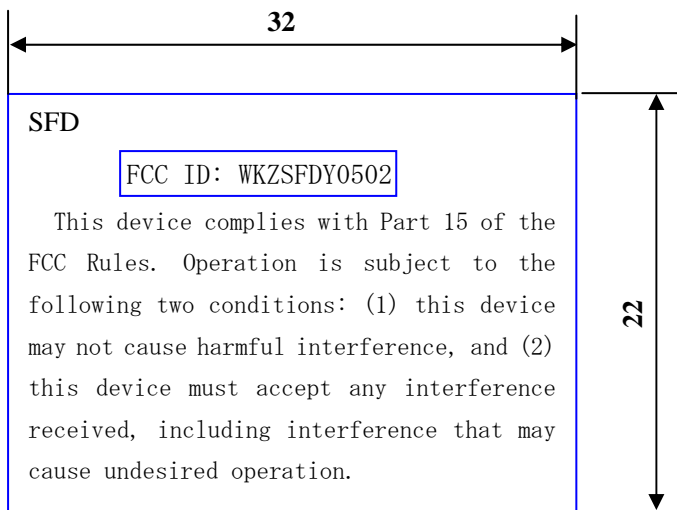 32
SFD
FCC ID: WKZSFDY0502
This device complies with Part 15 of the
FCC Rules. Operation is subject to the
following two conditions: (1) this device
may not cause harmful interference, and (2)
this device must accept any interference
received, including interference that may
cause undesired operation.
22